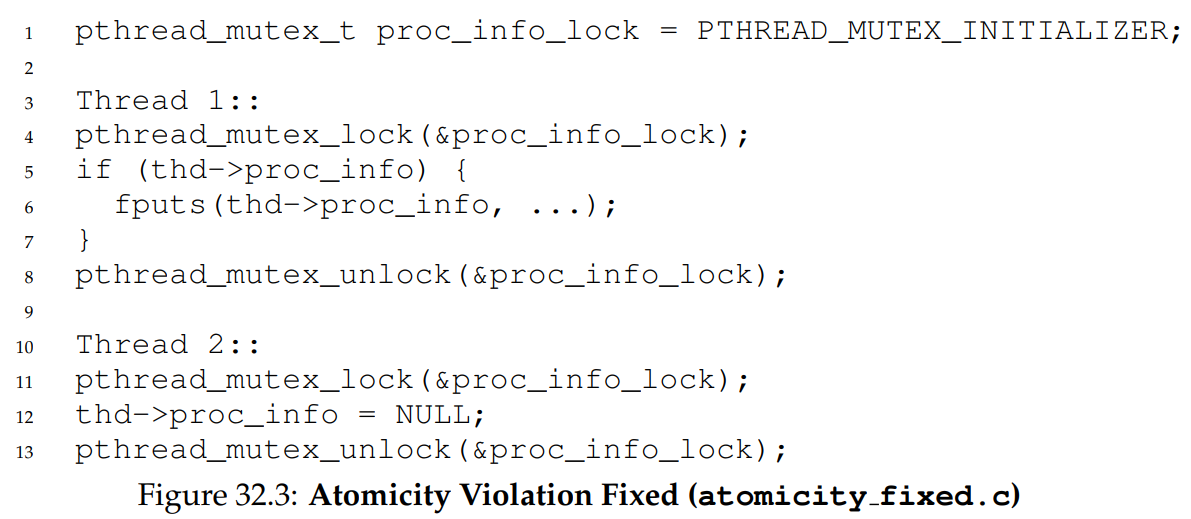 1 pthread_mutex_t proc_info_lock = PTHREAD_MUTEX_INITIALIZER;
2
3 Thread 1::
4 pthread_mutex_lock(&proc_info_lock);
5 if (thd->proc_info) {
6   fputs(thd->proc_info, ...);
7 }
8 pthread_mutex_unlock(&proc_info_lock);
9
10 Thread 2::
11 pthread_mutex_lock(&proc_info_lock);
12 thd->proc_info = NULL;
13 pthread_mutex_unlock(&proc_info_lock);
Figure 32.3: Atomicity Violation Fixed (atomicity_fixed.c)